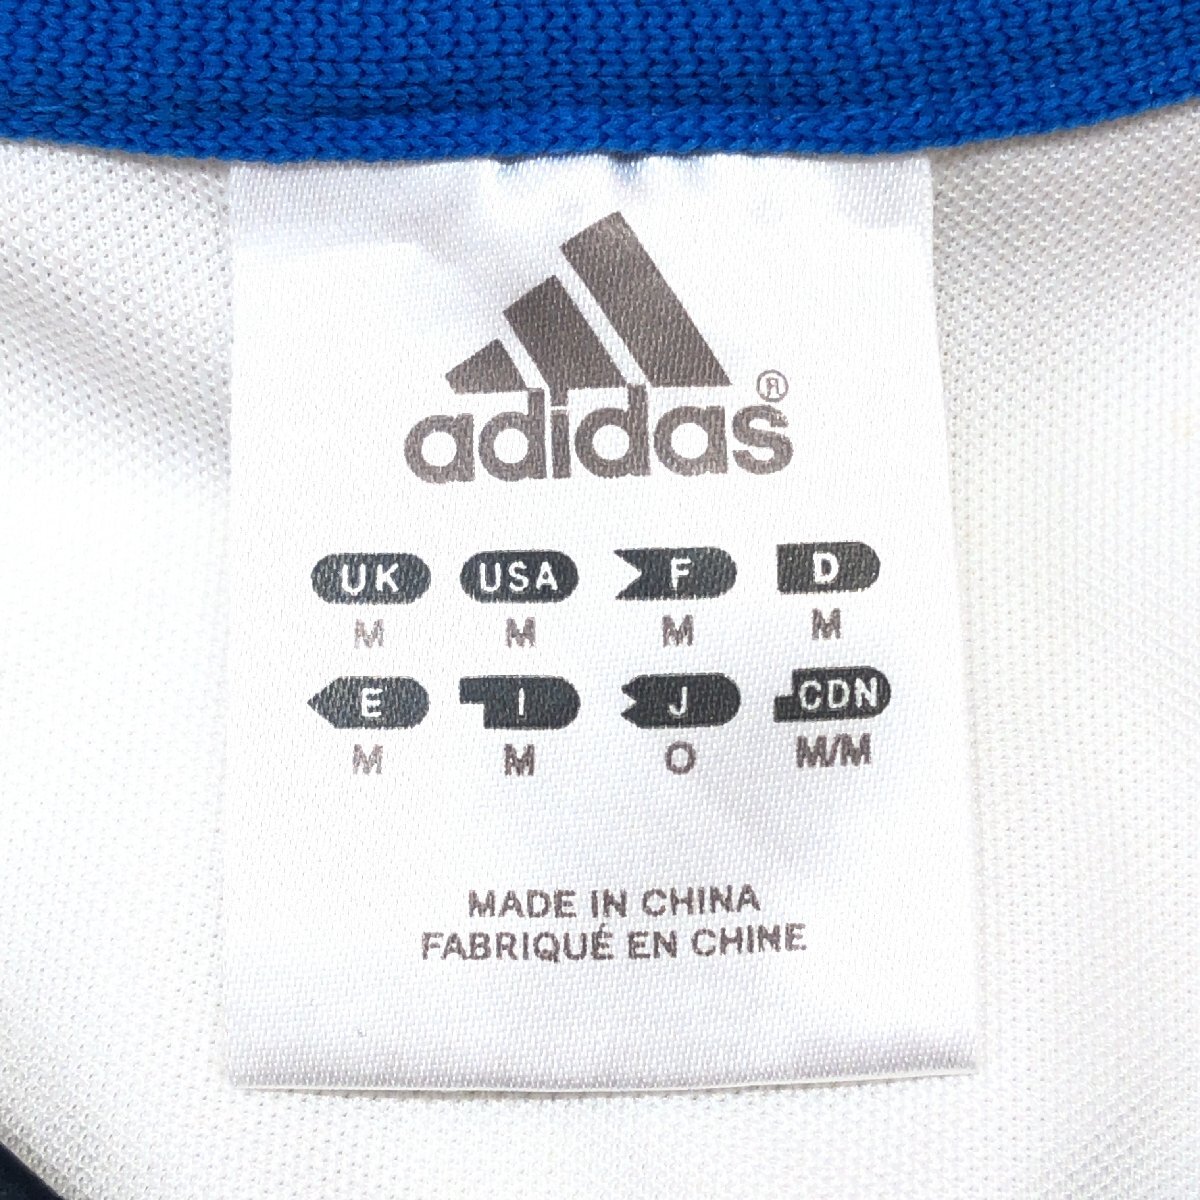 adidas®
UK USA F D
M M M M
E I J CDN
M M O M/M
MADE IN CHINA
FABRIQUÉ EN CHINE